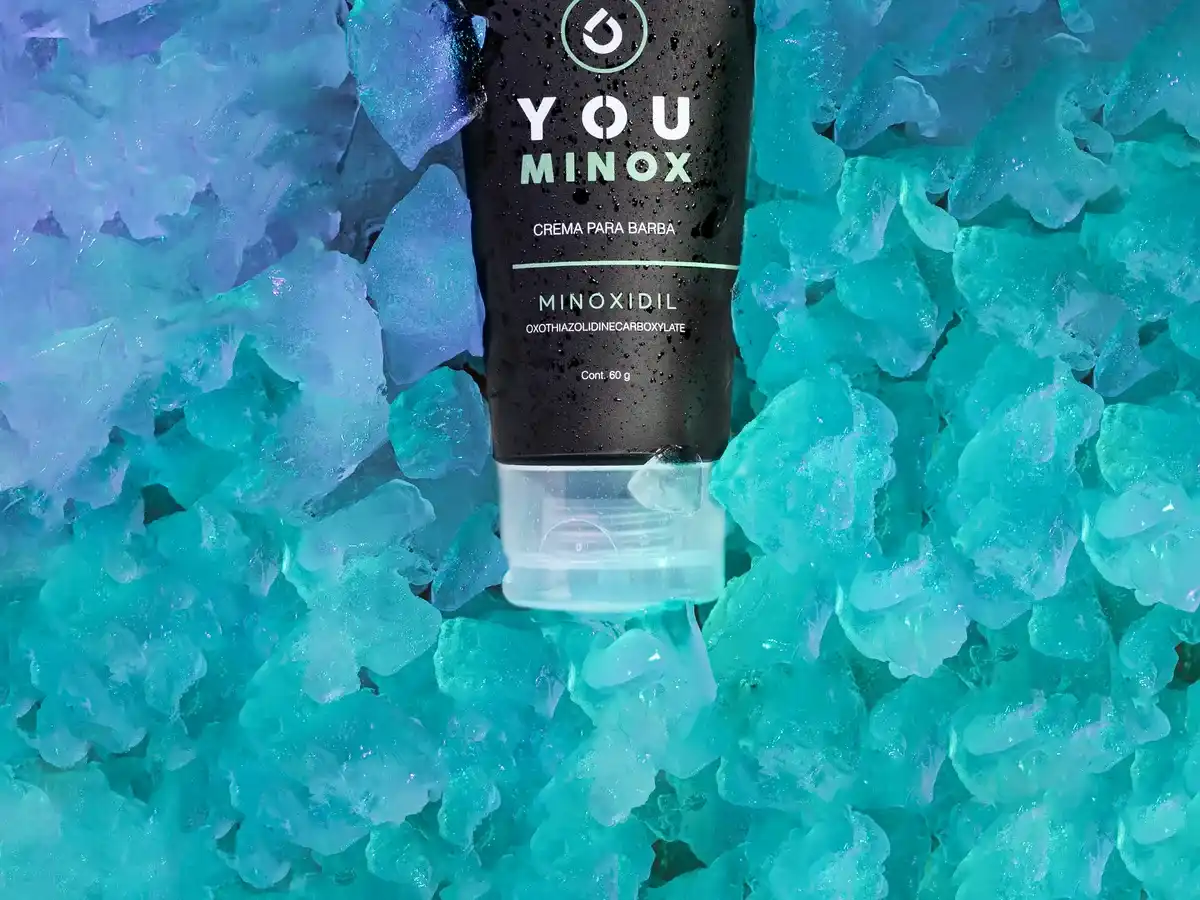 YOU
MINOX
CREMA PARA BARBA
MINOXIDIL
OXOTHIAZOLIDINECARBOXYLATE
Cont. 60 g